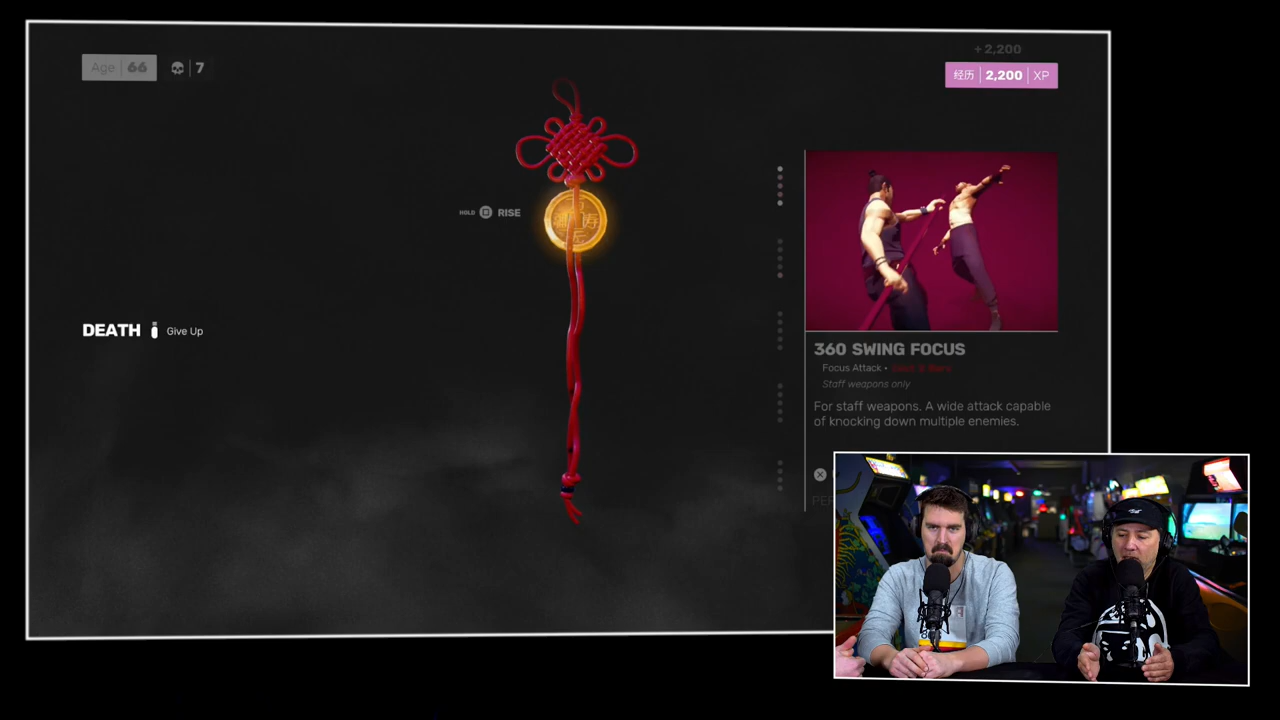 Age 66
7
+2,200
经历 2,200 XP
HOLD RISE
DEATH Give Up
360 SWING FOCUS
Focus Attack •
Staff weapons only
For staff weapons. A wide attack capable
of knocking down multiple enemies.